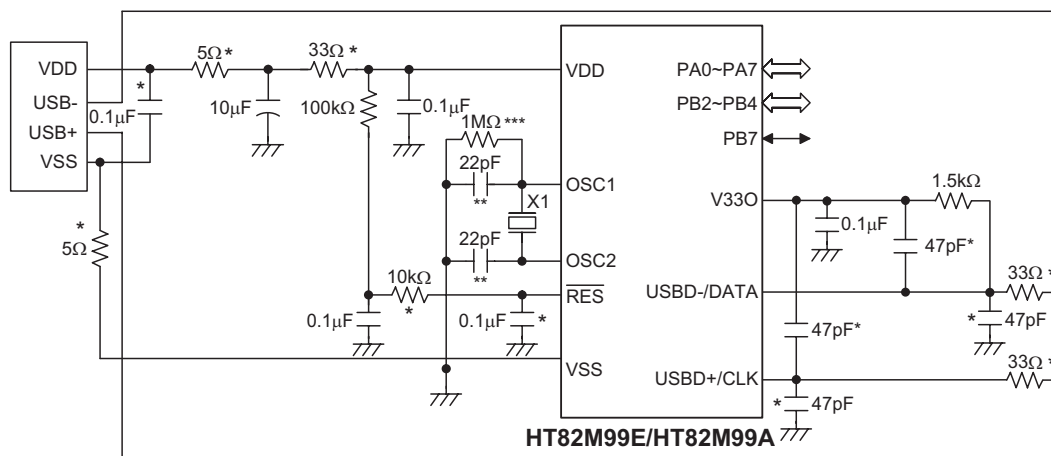 VDD
USB-
USB+
VSS
*
0.1μF
5Ω*
10μF
33Ω*
100kΩ
0.1μF
*
5Ω
1MΩ***
22pF
**
X1
22pF
**
10kΩ
*
0.1μF
0.1μF
*
VDD
OSC1
OSC2
RES
VSS
PA0~PA7
PB2~PB4
PB7
V33O
USBD-/DATA
USBD+/CLK
0.1μF
1.5kΩ
47pF*
33Ω*
*
47pF
47pF*
33Ω*
*
47pF
HT82M99E/HT82M99A